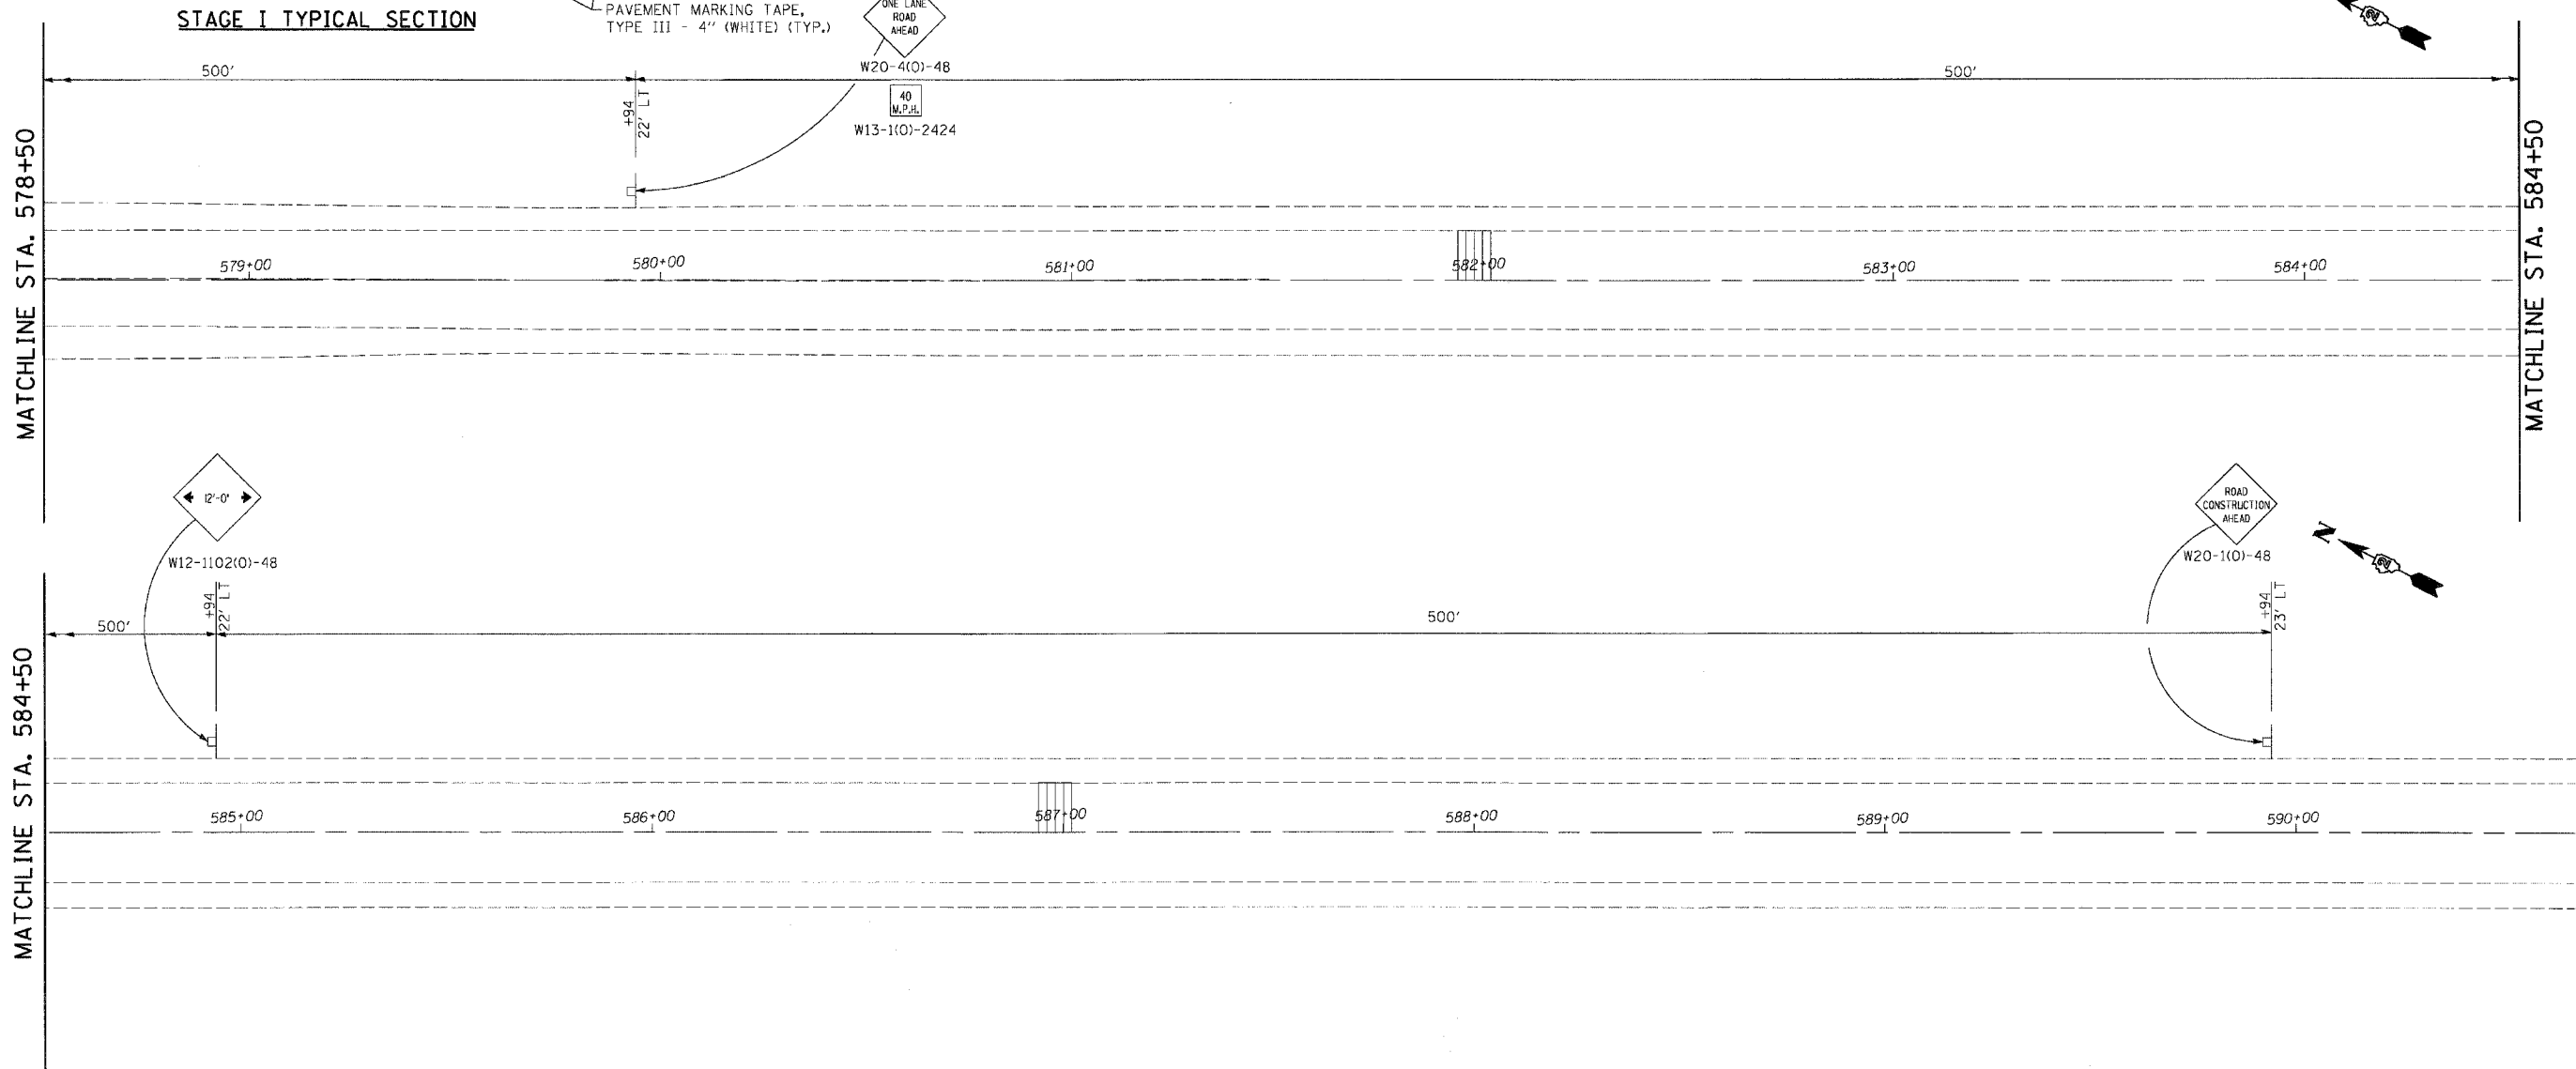 STAGE I TYPICAL SECTION
PAVEMENT MARKING TAPE,
TYPE III - 4" (WHITE) (TYP.)
ONE LANE
ROAD
AHEAD
W20-4(O)-48
40
M.P.H.
W13-1(O)-2424
500'
500'
+94
22' LT
MATCHLINE STA. 578+50
MATCHLINE STA. 584+50
579+00
580+00
581+00
582+00
583+00
584+00
12'-0"
W12-1102(O)-48
ROAD
CONSTRUCTION
AHEAD
W20-1(O)-48
N
500'
+94
22' LT
500'
+94
23' LT
MATCHLINE STA. 584+50
585+00
586+00
587+00
588+00
589+00
590+00